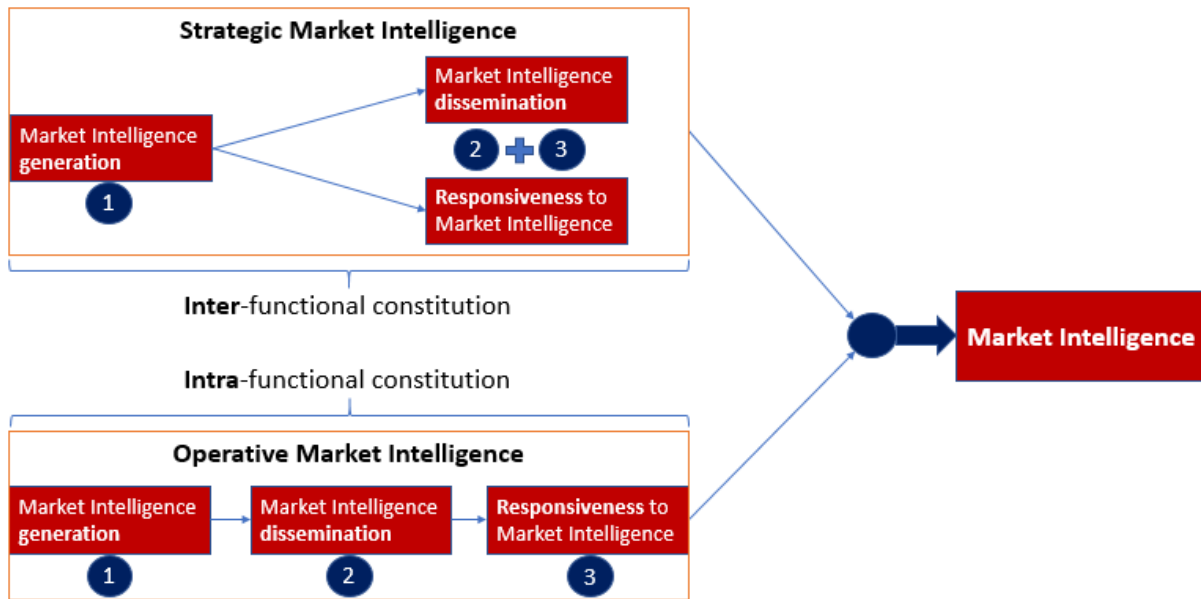 Strategic Market Intelligence
Market Intelligence
dissemination
Market Intelligence
generation
1
2
3
Responsiveness to
Market Intelligence
Inter-functional constitution
Market Intelligence
Intra-functional constitution
Operative Market Intelligence
Market Intelligence
generation
Market Intelligence
dissemination
Responsiveness to
Market Intelligence
1
2
3